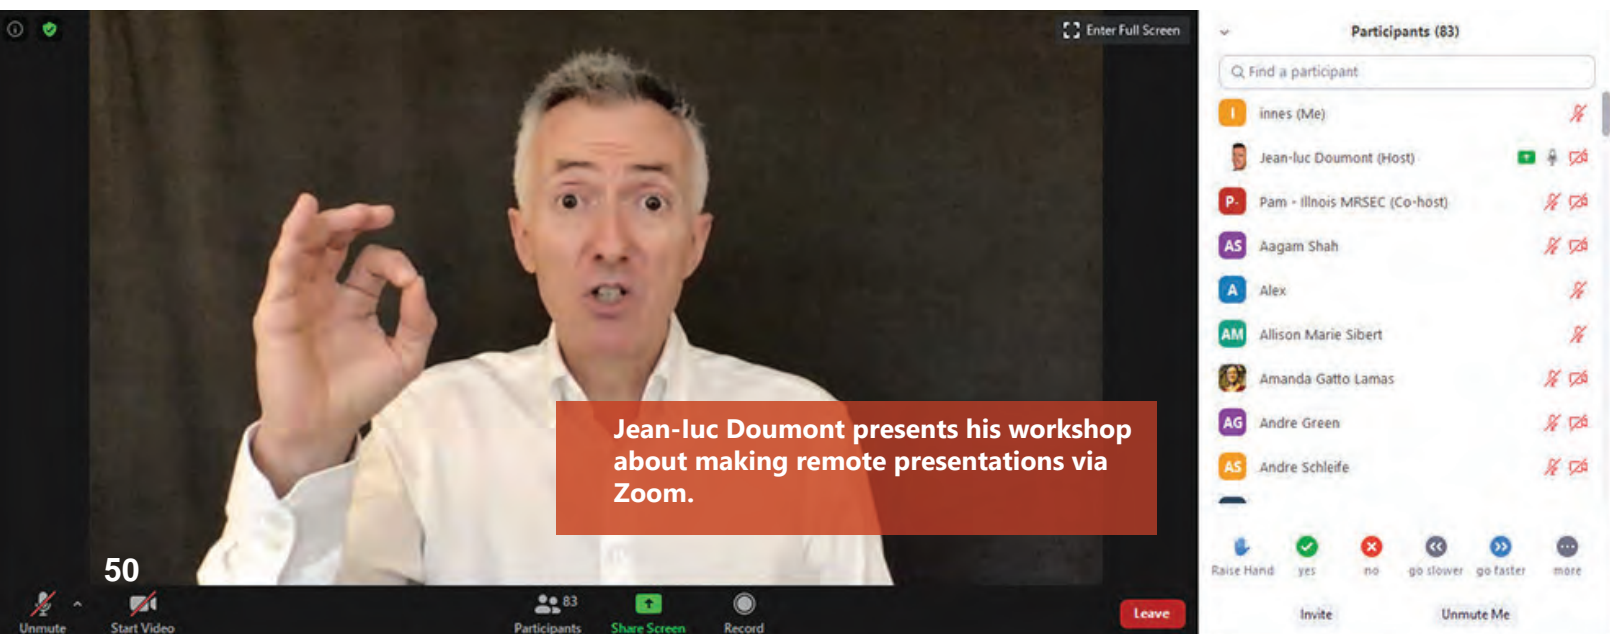 Enter Full Screen
Jean-luc Doumont presents his workshop
about making remote presentations via
Zoom.
50
Unmute
Start Video
83
Participants
Share Screen
Record
Leave
Participants (83)
Find a participant
I innes (Me)
Jean-luc Doumont (Host)
P- Pam - Illnois MRSEC (Co-host)
AS Aagam Shah
A Alex
AM Allison Marie Sibert
Amanda Gatto Lamas
AG Andre Green
AS Andre Schleife
Raise Hand yes no go slower go faster more
Invite Unmute Me